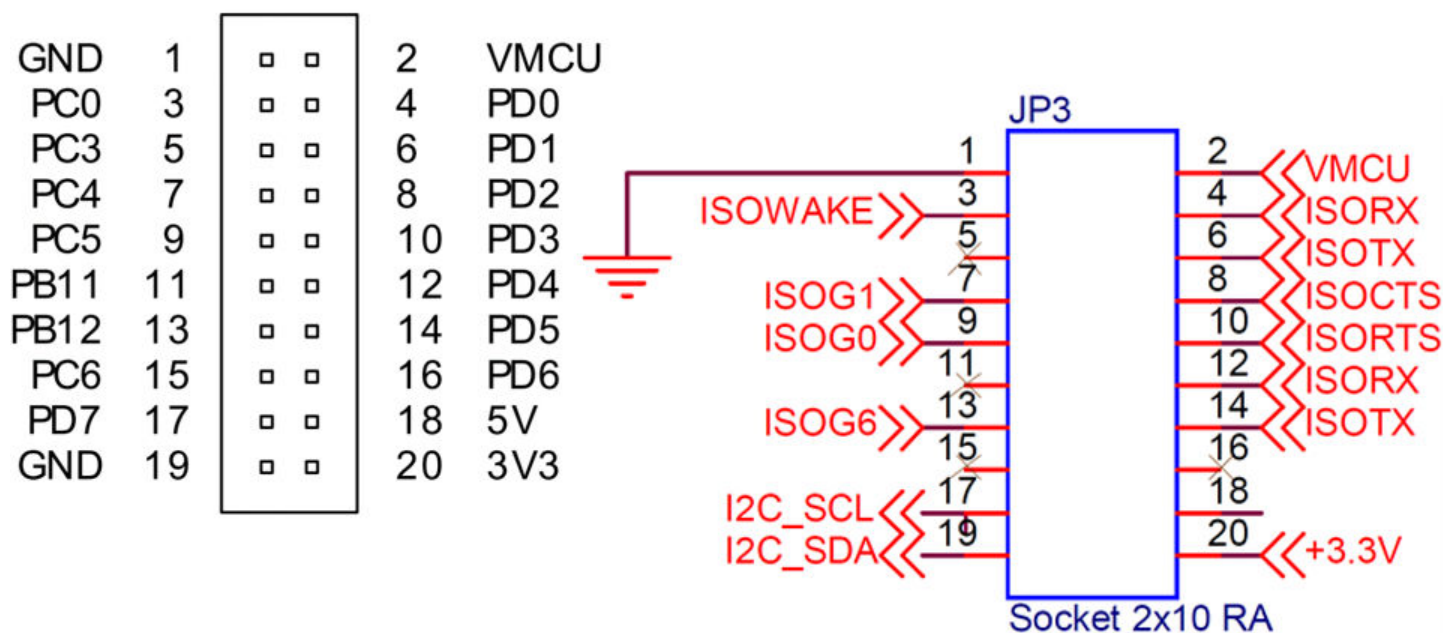 GND 1 2 VMCU
PC0 3 4 PD0
PC3 5 6 PD1
PC4 7 8 PD2
PC5 9 10 PD3
PB11 11 12 PD4
PB12 13 14 PD5
PC6 15 16 PD6
PD7 17 18 5V
GND 19 20 3V3
JP3
1 2 VMCU
ISOWAKE 3 4 ISORX
5 6 ISOTX
ISOG1 7 8 ISOCTS
ISOG0 9 10 ISORTS
11 12 ISORX
ISOG6 13 14 ISOTX
15 16
I2C_SCL 17 18
I2C_SDA 19 20 +3.3V
Socket 2x10 RA